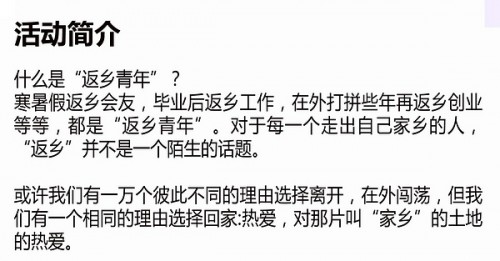 活动简介
什么是“返乡青年”？
寒暑假返乡会友，毕业后返乡工作，在外打拼些年再返乡创业
等等，都是“返乡青年”。对于每一个走出自己家乡的人，
“返乡”并不是一个陌生的话题。
或许我们有一万个彼此不同的理由选择离开，在外闯荡，但我
们有一个相同的理由选择回家:热爱，对那片叫“家乡”的土地
的热爱。